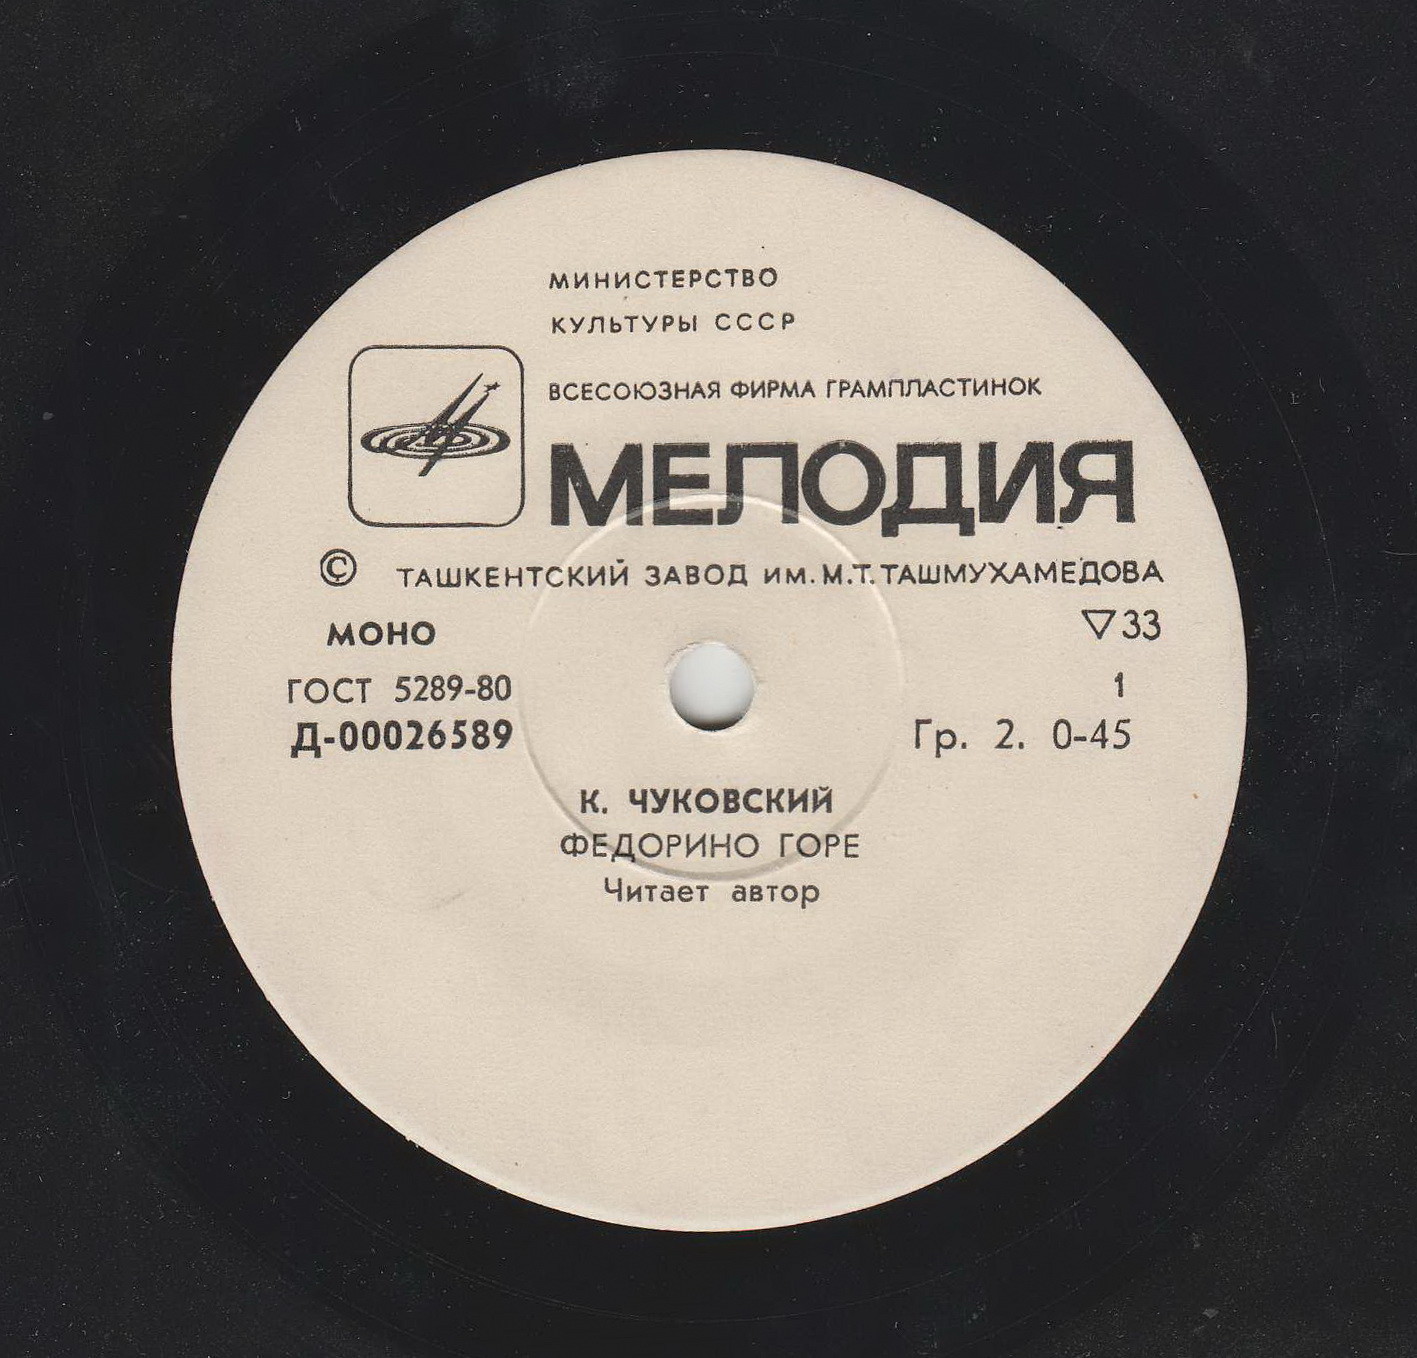 МИНИСТЕРСТВО
КУЛЬТУРЫ СССР
ВСЕСОЮЗНАЯ ФИРМА ГРАМПЛАСТИНОК
МЕЛОДИЯ
© ТАШКЕНТСКИЙ ЗАВОД ИМ. М.Т. ТАШМУХАМЕДОВА
МОНО ▽33
ГОСТ 5289-80 1
Д-00026589 Гр. 2. 0-45
К. ЧУКОВСКИЙ
ФЕДОРИНО ГОРЕ
Читает автор